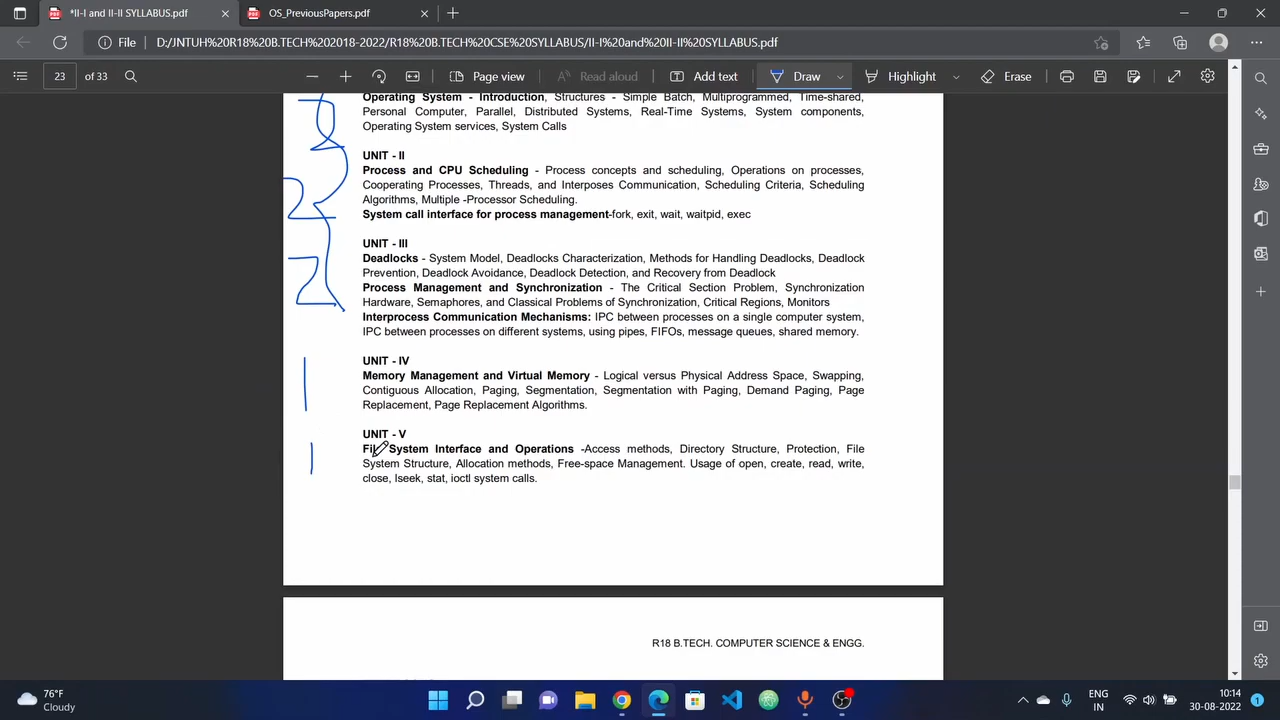 *II-I and II-II SYLLABUS.pdf
OS_PreviousPapers.pdf
File
D:/JNTUH%20R18%20B.TECH%202018-2022/R18%20B.TECH%20CSE%20SYLLABUS/II-I%20and%20II-II%20SYLLABUS.pdf
23 of 33
Page view
Read aloud
Add text
Draw
Highlight
Erase
Operating System - Introduction, Structures - Simple Batch, Multiprogrammed, Time-shared,
Personal Computer, Parallel, Distributed Systems, Real-Time Systems, System components,
Operating System services, System Calls
UNIT - II
Process and CPU Scheduling - Process concepts and scheduling, Operations on processes,
Cooperating Processes, Threads, and Interposes Communication, Scheduling Criteria, Scheduling
Algorithms, Multiple -Processor Scheduling.
System call interface for process management-fork, exit, wait, waitpid, exec
2
UNIT - III
Deadlocks - System Model, Deadlocks Characterization, Methods for Handling Deadlocks, Deadlock
Prevention, Deadlock Avoidance, Deadlock Detection, and Recovery from Deadlock
Process Management and Synchronization - The Critical Section Problem, Synchronization
Hardware, Semaphores, and Classical Problems of Synchronization, Critical Regions, Monitors
Interprocess Communication Mechanisms: IPC between processes on a single computer system,
IPC between processes on different systems, using pipes, FIFOs, message queues, shared memory.
2
UNIT - IV
Memory Management and Virtual Memory - Logical versus Physical Address Space, Swapping,
Contiguous Allocation, Paging, Segmentation, Segmentation with Paging, Demand Paging, Page
Replacement, Page Replacement Algorithms.
1
UNIT - V
File System Interface and Operations -Access methods, Directory Structure, Protection, File
System Structure, Allocation methods, Free-space Management. Usage of open, create, read, write,
close, lseek, stat, ioctl system calls.
1
R18 B.TECH. COMPUTER SCIENCE & ENGG.
76°F
Cloudy
ENG
IN
10:14
30-08-2022